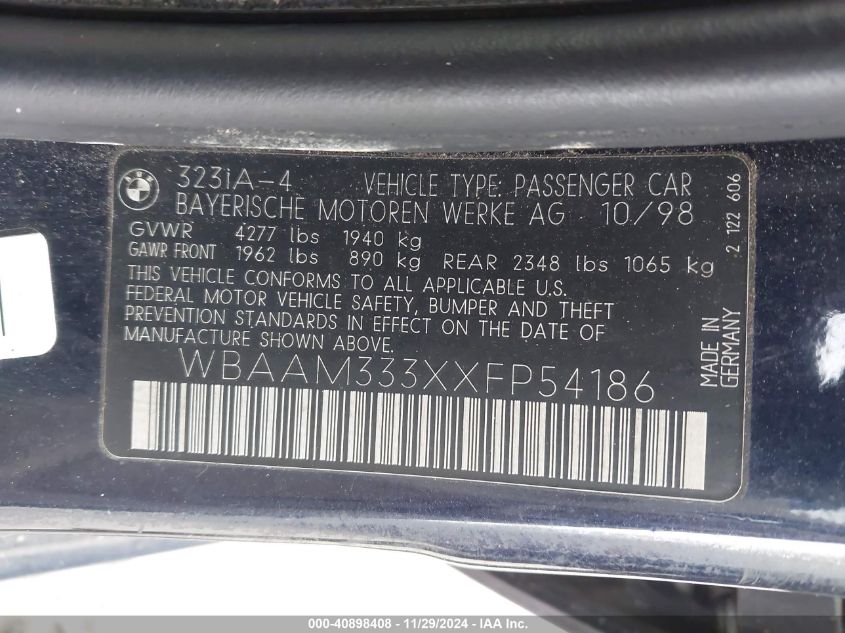 323iA-4 VEHICLE TYPE: PASSENGER CAR
BAYERISCHE MOTOREN WERKE AG 10/98
GVWR 4277 lbs 1940 kg
GAWR FRONT 1962 lbs 890 kg REAR 2348 lbs 1065 kg
THIS VEHICLE CONFORMS TO ALL APPLICABLE U.S.
FEDERAL MOTOR VEHICLE SAFETY, BUMPER AND THEFT
PREVENTION STANDARDS IN EFFECT ON THE DATE OF
MANUFACTURE SHOWN ABOVE.
WBAAM333XXFP54186
MADE IN
GERMANY
2 122 606
000-40898408 - 11/29/2024 - IAA Inc.